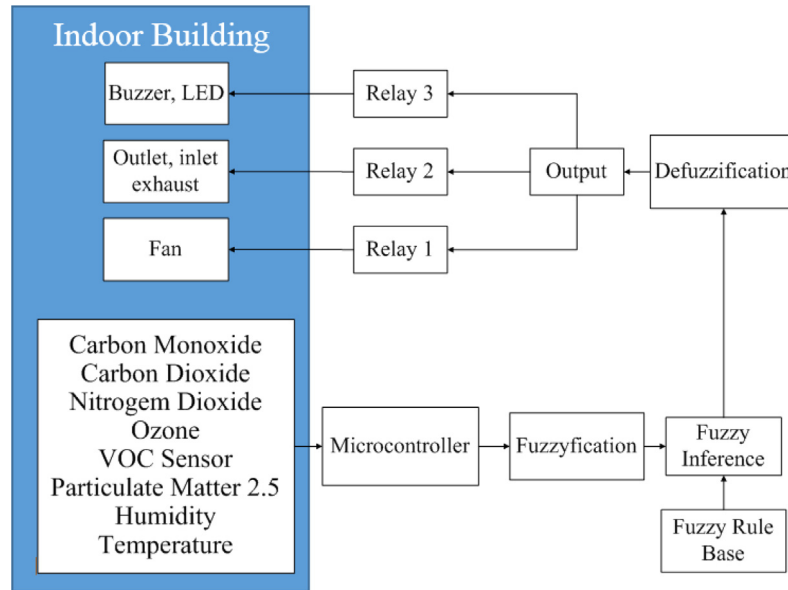 Indoor Building
Buzzer, LED
Relay 3
Outlet, inlet
exhaust
Relay 2
Output
Defuzzification
Fan
Relay 1
Carbon Monoxide
Carbon Dioxide
Nitrogem Dioxide
Ozone
VOC Sensor
Particulate Matter 2.5
Humidity
Temperature
Microcontroller
Fuzzyfication
Fuzzy
Inference
Fuzzy Rule
Base